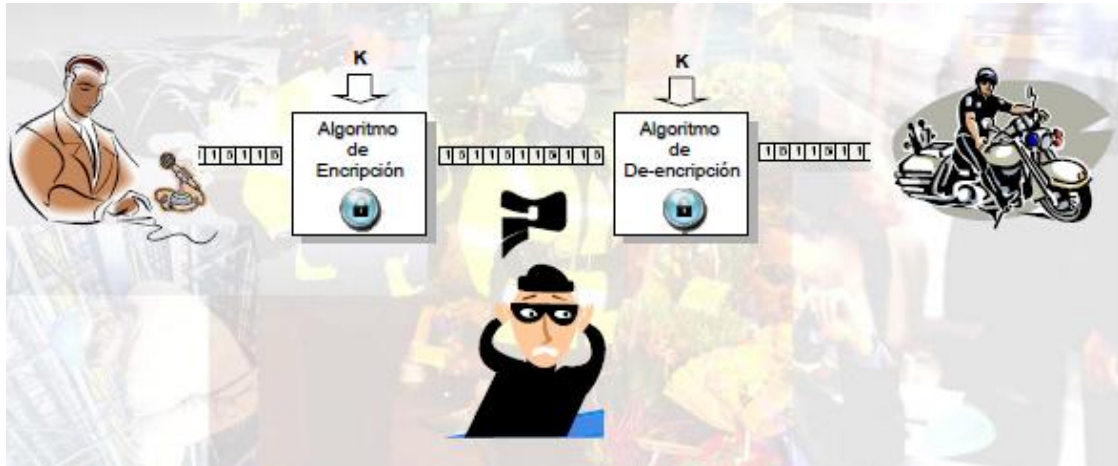 K
K
Algoritmo
de
Encripción
Algoritmo
de
De-encripción